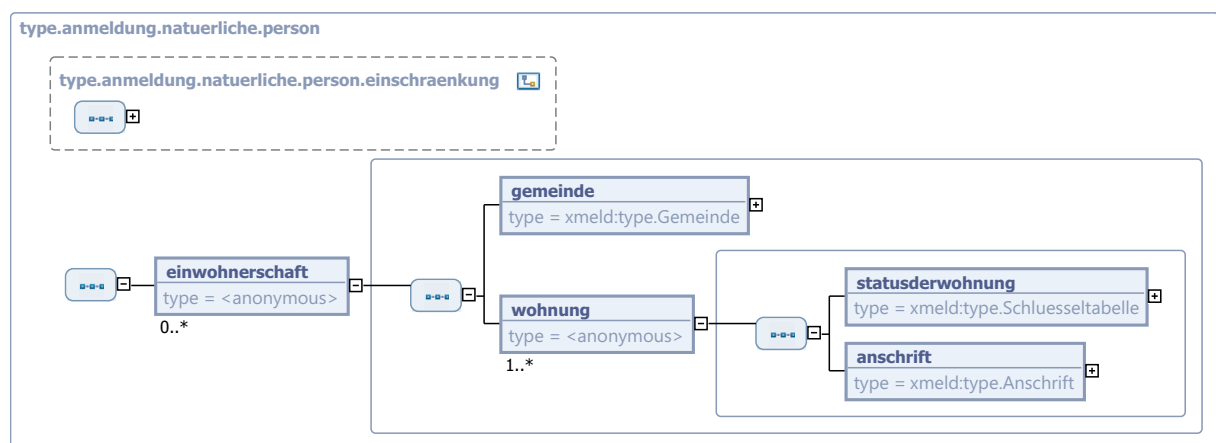 type.anmeldung.natuerliche.person
type.anmeldung.natuerliche.person.einschraenkung
gemeinde
type = xmeld:type.Gemeinde
einwohnerschaft
type = <anonymous>
0..*
wohnung
type = <anonymous>
1..*
statusderwohnung
type = xmeld:type.Schluesseltabelle
anschrift
type = xmeld:type.Anschrift